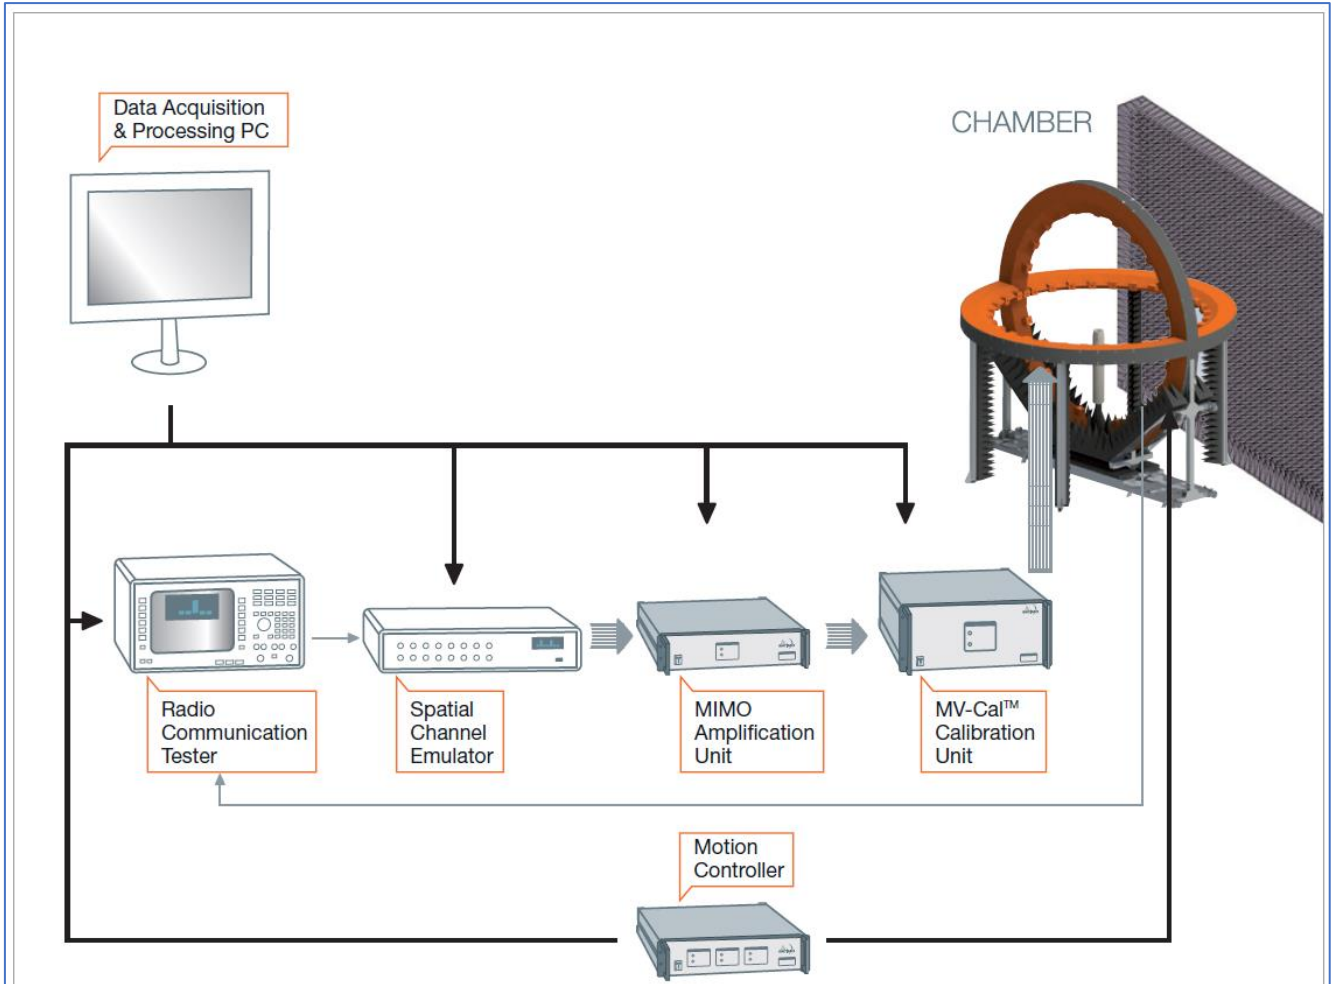 Data Acquisition
& Processing PC
CHAMBER
Radio
Communication
Tester
Spatial
Channel
Emulator
MIMO
Amplification
Unit
MV-Cal™
Calibration
Unit
Motion
Controller